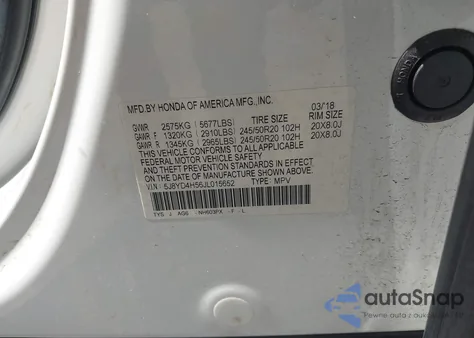 MFD.BY HONDA OF AMERICA MFG.,INC. 03/18
GVWR 2575KG (5677LBS) TIRE SIZE RIM SIZE
GAWR F 1320KG (2910LBS) 245/50R20 102H 20X8.0J
GAWR R 1345KG (2965LBS) 245/50R20 102H 20X8.0J
THIS VEHICLE CONFORMS TO ALL APPLICABLE
FEDERAL MOTOR VEHICLE SAFETY AND
THEFT PREVENTION STANDARDS IN EFFECT
ON THE DATE OF MANUFACTURE SHOWN ABOVE.
V.I.N: 5J8YD4H56JL015652 TYPE: MPV
NH603PX -F -L
HONDA
autoSnap
Pewne auta z